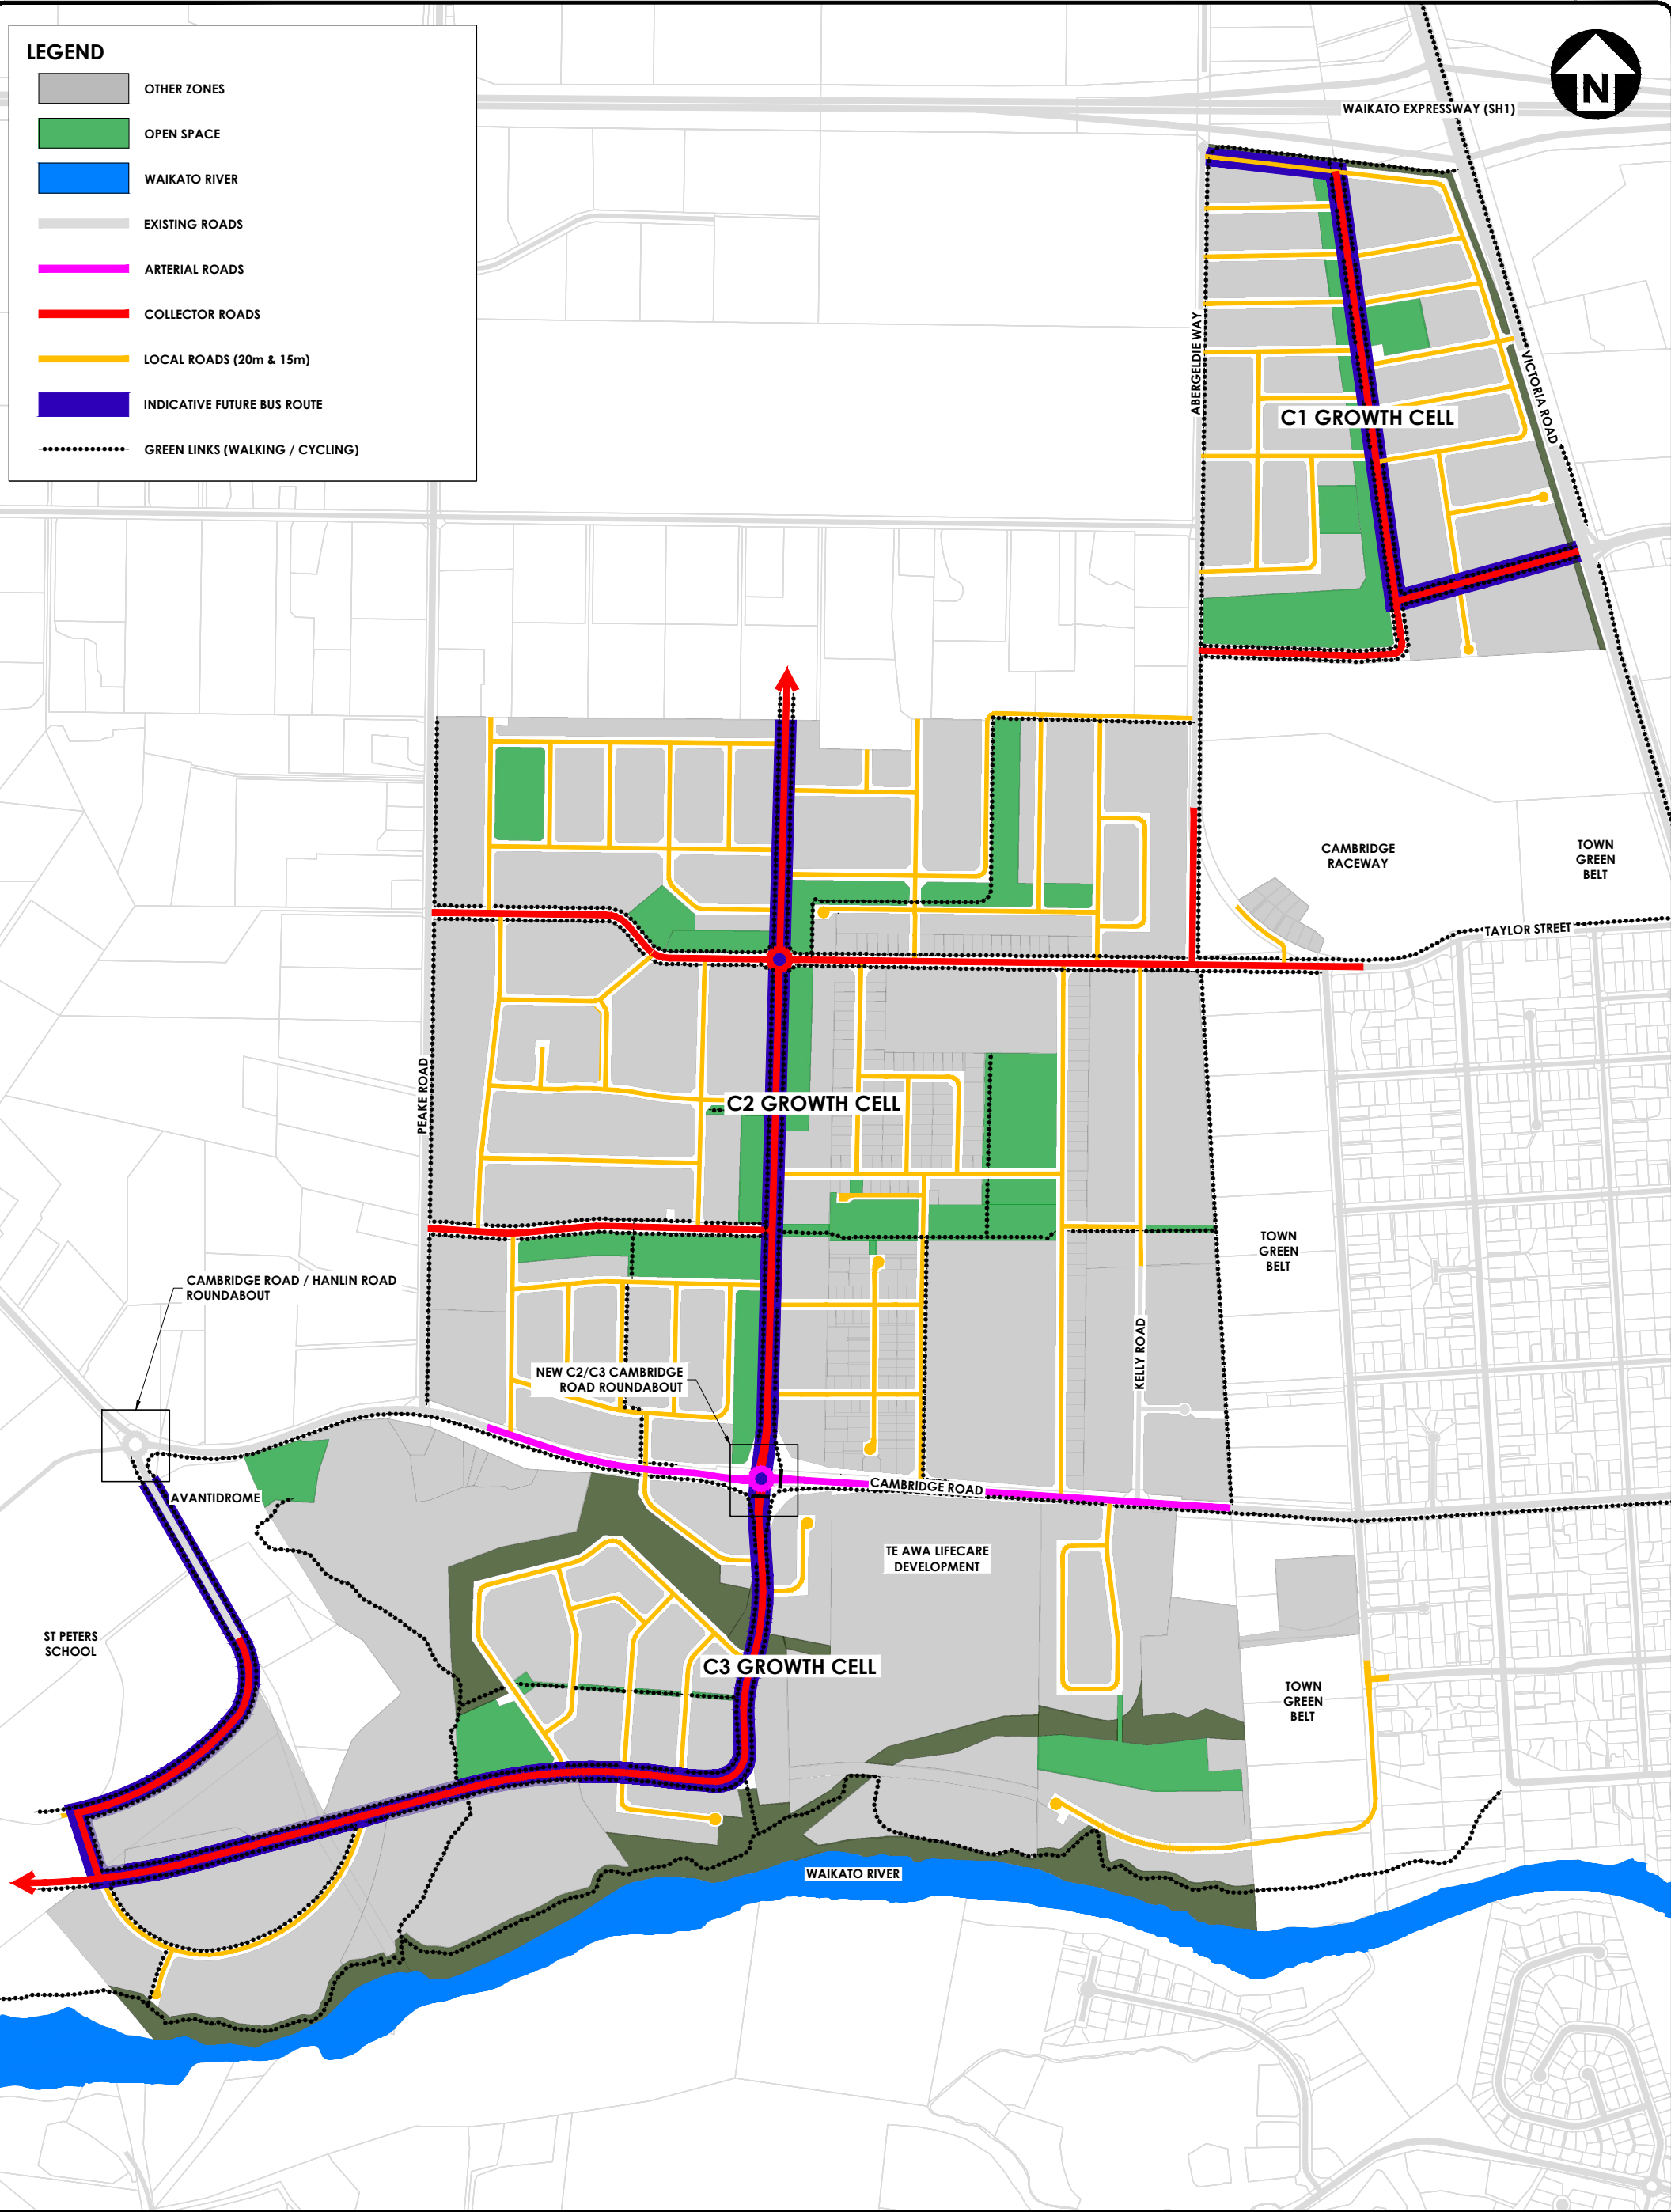 LEGEND
OTHER ZONES
OPEN SPACE
WAIKATO RIVER
EXISTING ROADS
ARTERIAL ROADS
COLLECTOR ROADS
LOCAL ROADS (20m & 15m)
INDICATIVE FUTURE BUS ROUTE
GREEN LINKS (WALKING / CYCLING)
N
WAIKATO EXPRESSWAY (SH1)
ABERGELDIE WAY
VICTORIA ROAD
C1 GROWTH CELL
CAMBRIDGE
RACEWAY
TOWN
GREEN
BELT
TAYLOR STREET
PEAKE ROAD
C2 GROWTH CELL
TOWN
GREEN
BELT
CAMBRIDGE ROAD / HANLIN ROAD
ROUNDABOUT
KELLY ROAD
NEW C2/C3 CAMBRIDGE
ROAD ROUNDABOUT
CAMBRIDGE ROAD
AVANTIDROME
TE AWA LIFECARE
DEVELOPMENT
ST PETERS
SCHOOL
C3 GROWTH CELL
TOWN
GREEN
BELT
WAIKATO RIVER